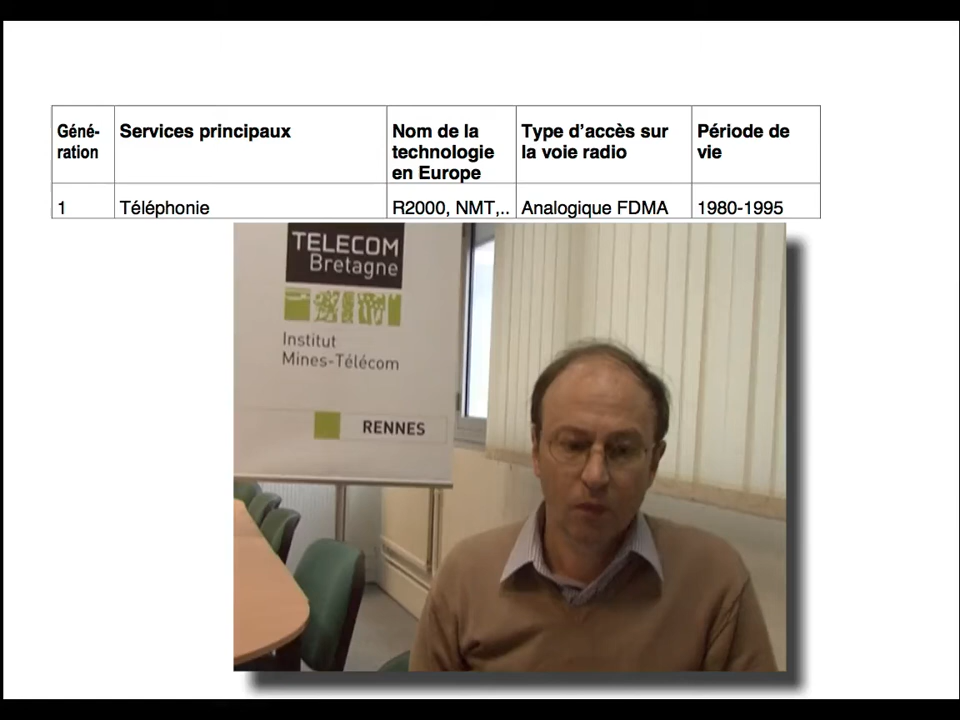 Géné-
ration
Services principaux
Nom de la
technologie
en Europe
Type d’accès sur
la voie radio
Période de
vie
1
Téléphonie
R2000, NMT,..
Analogique FDMA
1980-1995
TELECOM
Bretagne
Institut
Mines-Télécom
RENNES